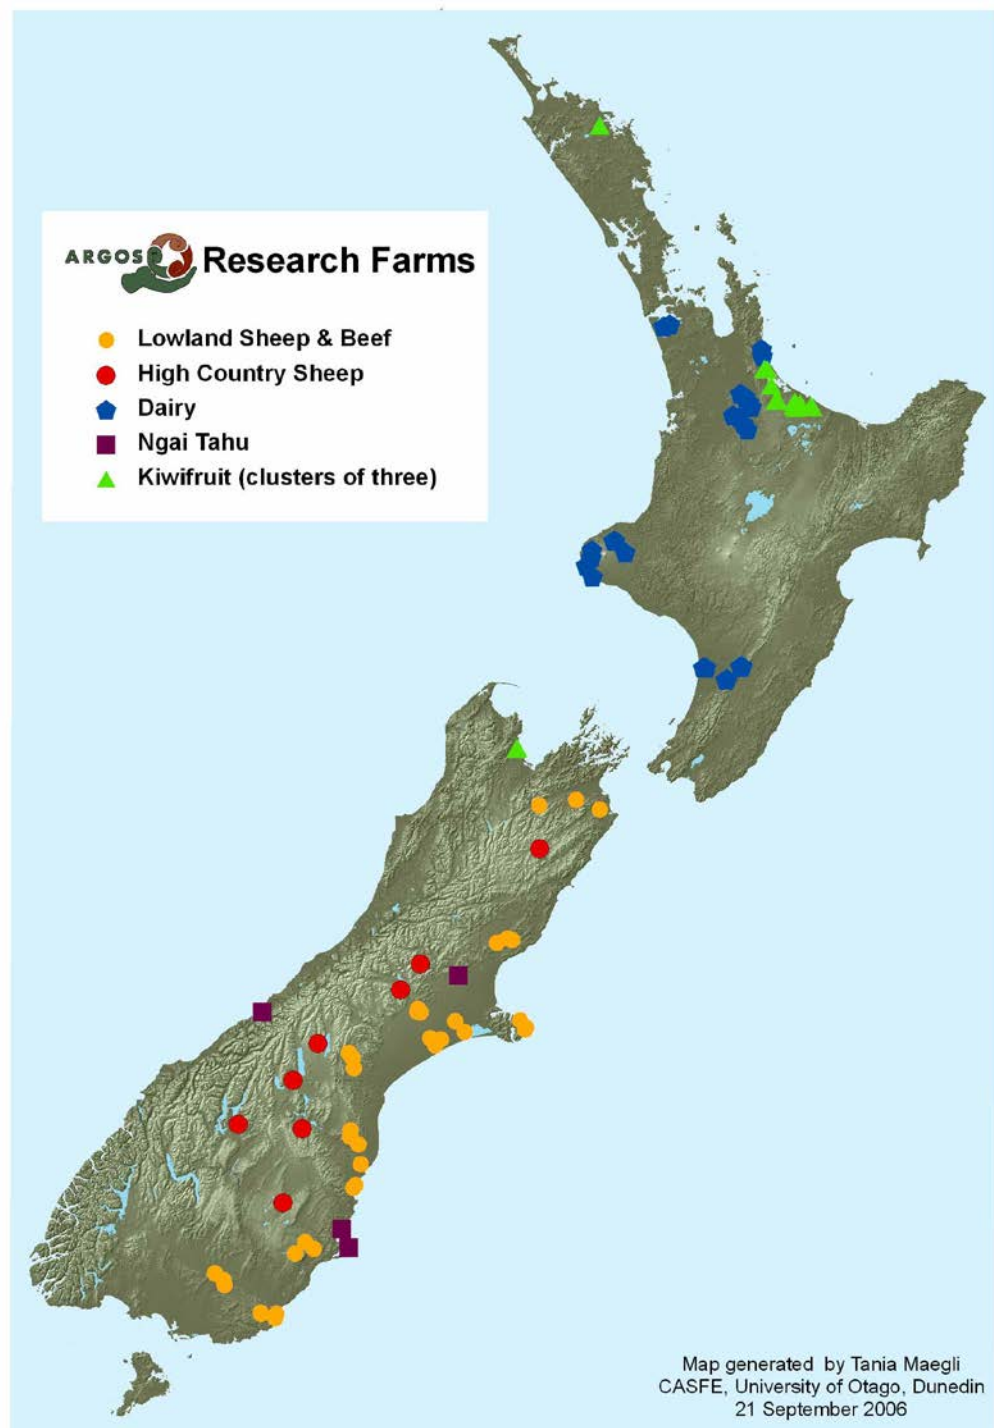 ARGOS Research Farms
Lowland Sheep & Beef
High Country Sheep
Dairy
Ngai Tahu
Kiwifruit (clusters of three)
Map generated by Tania Maegli
CASFE, University of Otago, Dunedin
21 September 2006